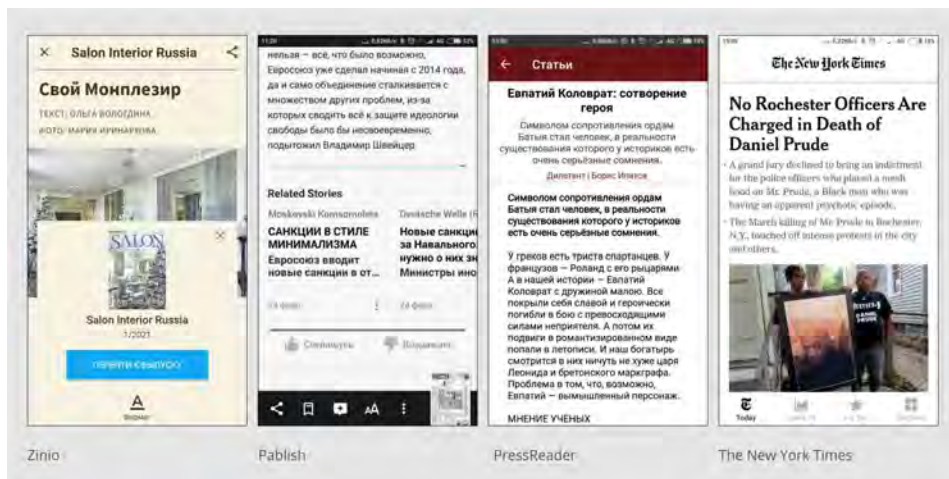 Salon Interior Russia
Свой Монплезир
ТЕКСТ: ОЛЬГА ВОЛОГДИНА
ФОТО: МАРИЯ ИРИНАРХОВА
SALON
Salon Interior Russia
1/2021
ПЕРЕЙТИ К ВЫПУСКУ
Zinio
нельзя — всё, что было возможно,
Евросоюз уже сделал начиная с 2014 года,
да и само объединение сталкивается с
множеством других проблем, из-за
которых сводить всё к защите идеологии
свободы было бы несвоевременно,
подытожил Владимир Швейцер
Related Stories
Moskovski Komsomolets
САНКЦИИ В СТИЛЕ
МИНИМАЛИЗМА
Евросоюз вводит
новые санкции в от...
Deutsche Welle (R
Новые санкции
за Навального
нужно о них зн
Министры ино
Pablish
Статьи
Евпатий Коловрат: сотворение
героя
Символом сопротивления ордам
Батыя стал человек, в реальности
существования которого у историков есть
очень серьёзные сомнения.
Дилетант | Борис Ипатов
Символом сопротивления ордам
Батыя стал человек, в реальности
существования которого у историков
есть очень серьёзные сомнения.
У греков есть триста спартанцев. У
французов — Роланд с его рыцарями.
А в нашей истории — Евпатий
Коловрат с дружиной малою. Все
покрыли себя славой и героически
погибли в бою с превосходящими
силами неприятеля. А потом их
подвиги в романтизированном виде
попали в летописи. И наш богатырь
смотрится в них ничуть не хуже царя
Леонида и бретонского маркграфа.
Проблема в том, что, возможно,
Евпатий — вымышленный персонаж.
МНЕНИЕ УЧЁНЫХ
PressReader
The New York Times
No Rochester Officers Are
Charged in Death of
Daniel Prude
A grand jury declined to bring an indictment
for the police officers who placed a mesh
hood on Mr. Prude, a Black man who was
having an apparent psychotic episode.
The March killing of Mr. Prude in Rochester,
N.Y., touched off intense protests in the city
and others.
Today
The New York Times